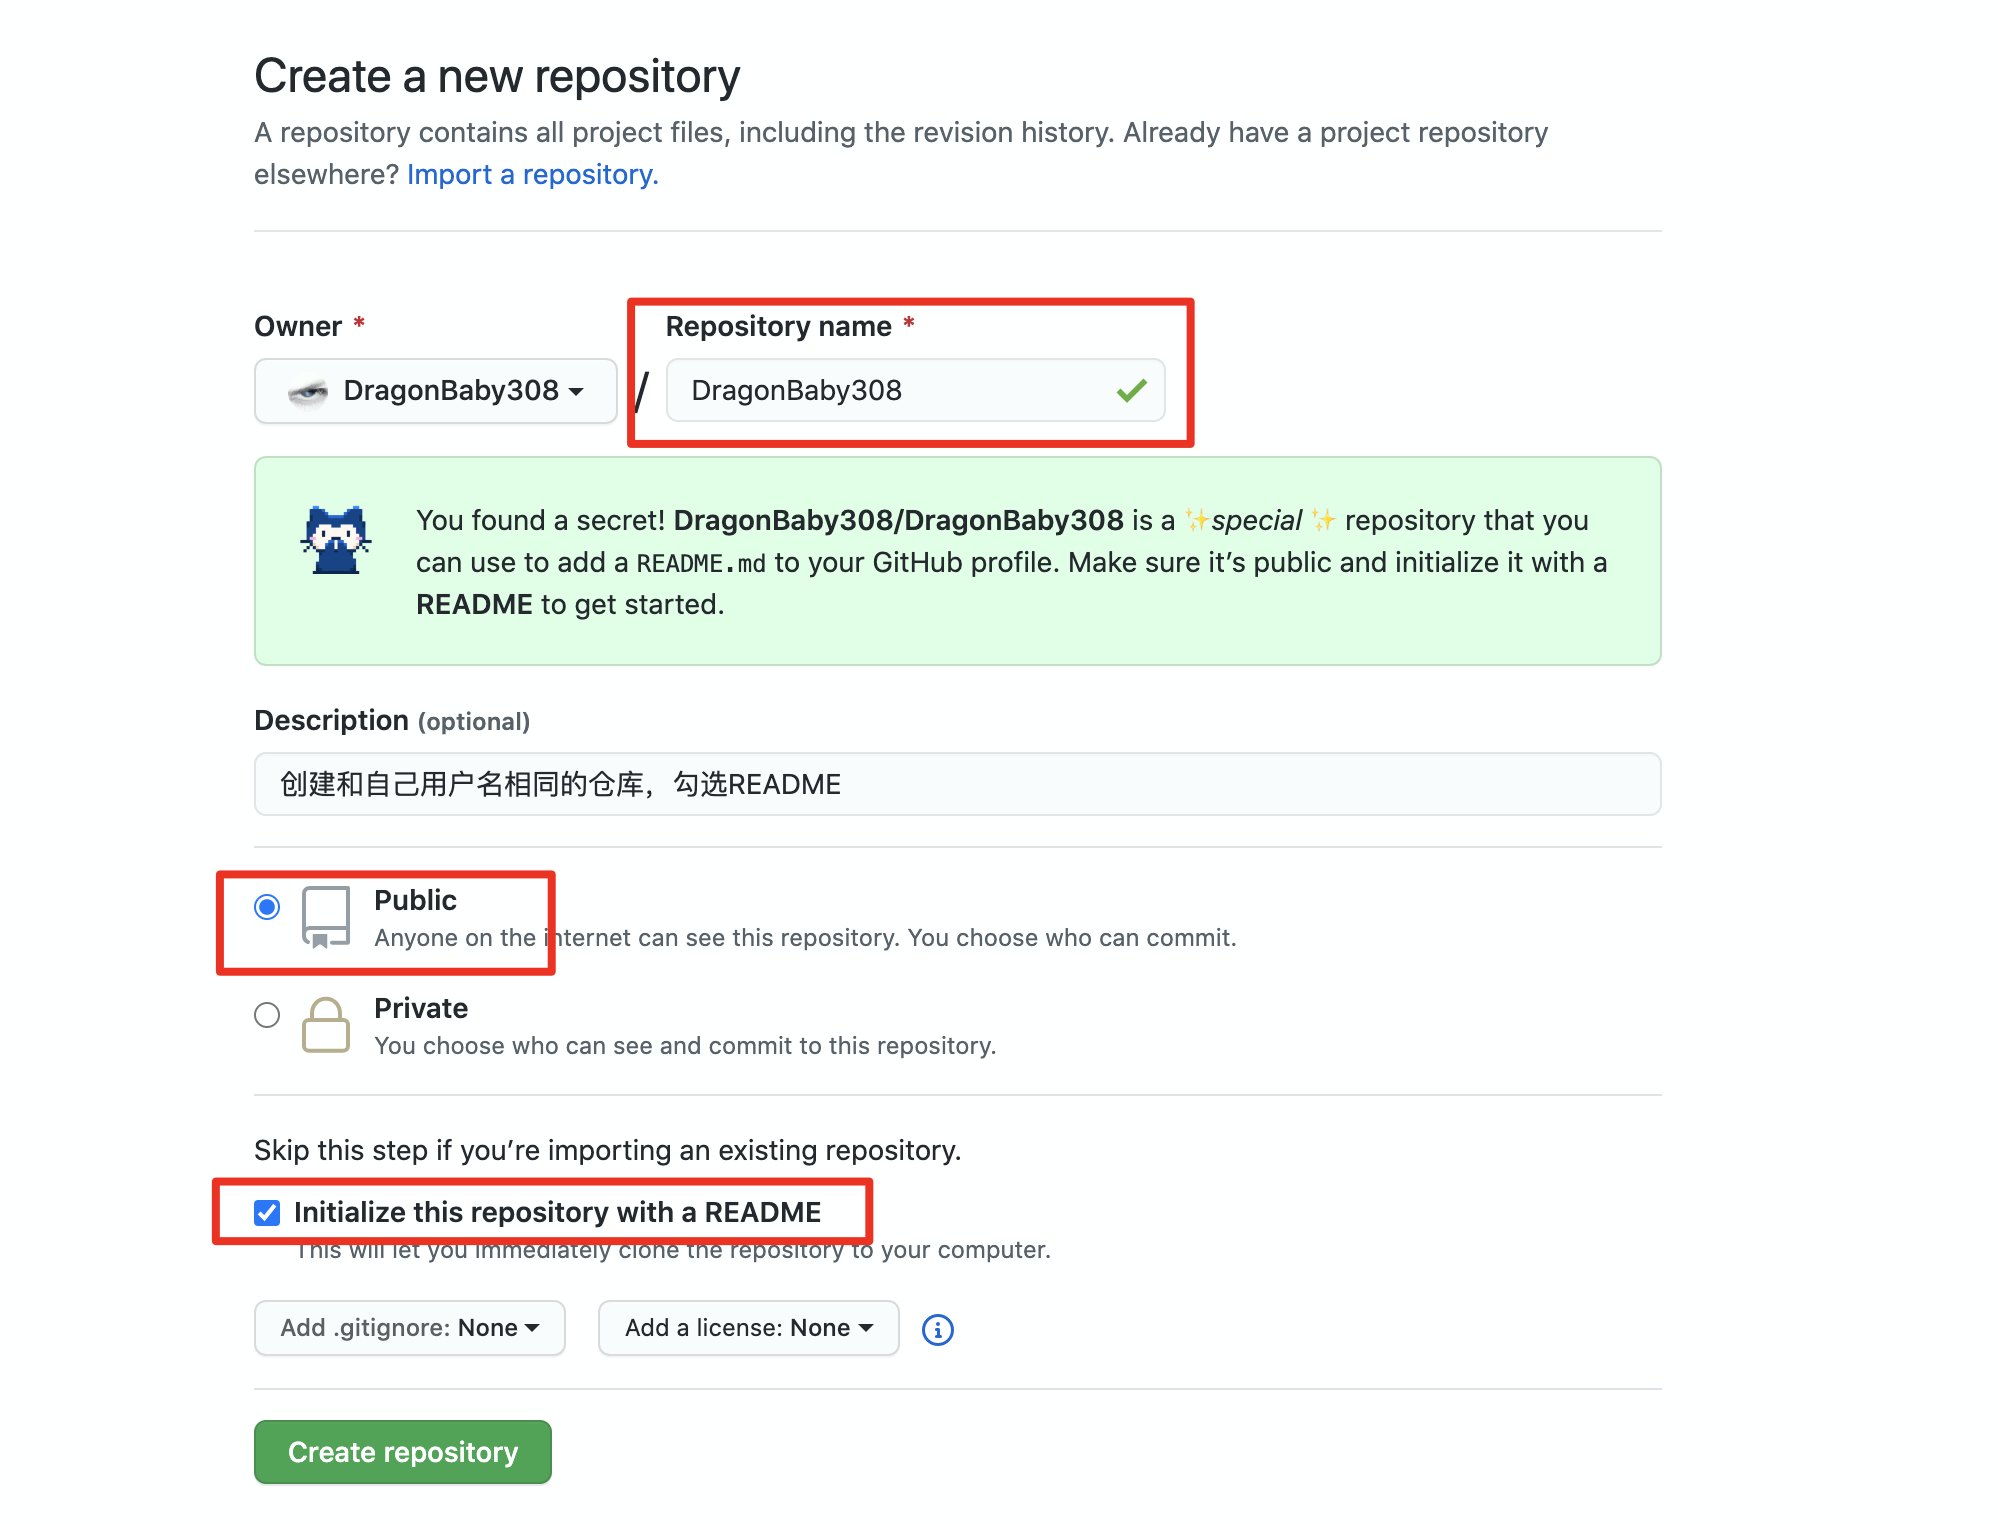 Create a new repository
A repository contains all project files, including the revision history. Already have a project repository
elsewhere? Import a repository.
Owner *
Repository name *
DragonBaby308 / DragonBaby308
You found a secret! DragonBaby308/DragonBaby308 is a ✨special✨ repository that you
can use to add a README.md to your GitHub profile. Make sure it’s public and initialize it with a
README to get started.
Description (optional)
创建和自己用户名相同的仓库，勾选README
Public
Anyone on the internet can see this repository. You choose who can commit.
Private
You choose who can see and commit to this repository.
Skip this step if you’re importing an existing repository.
Initialize this repository with a README
This will let you immediately clone the repository to your computer.
Add .gitignore: None
Add a license: None
Create repository